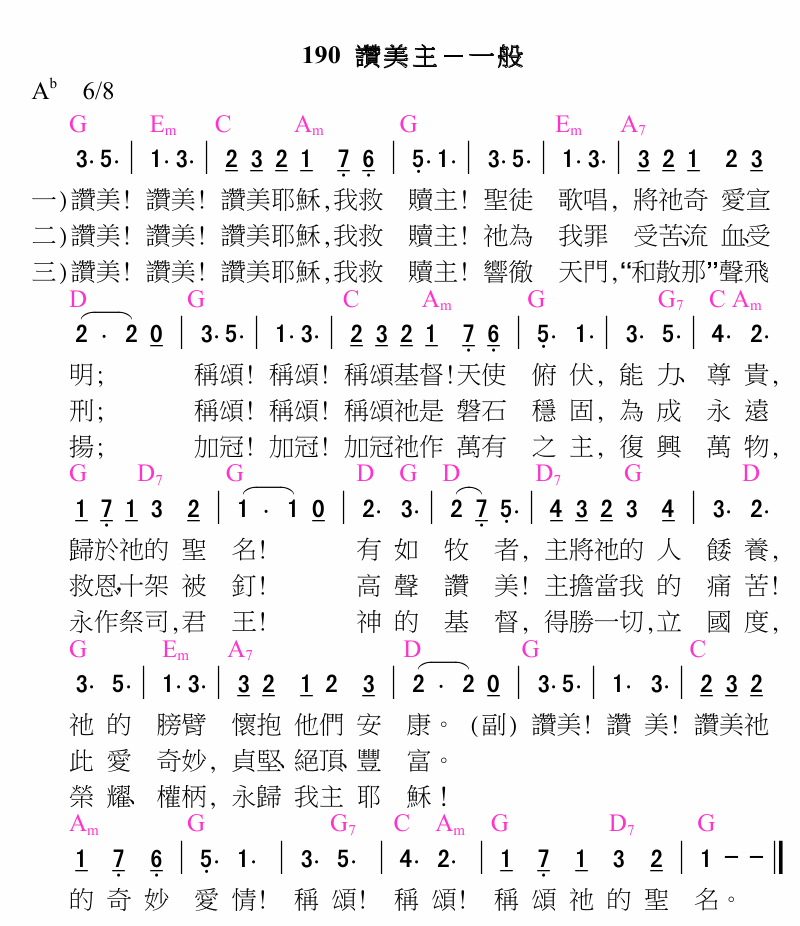 190 讚美主－一般
A♭ 6/8
G Em C Am G Em A7
3· 5· | 1· 3· | 2 3 2 1 7 6 | 5· 1· | 3· 5· | 1· 3· | 3 2 1 2 3
一)讚美! 讚美! 讚美耶穌,我救 贖主! 聖徒 歌唱, 將祂奇 愛宣
二)讚美! 讚美! 讚美耶穌,我救 贖主! 祂為 我罪 受苦、流 血、受
三)讚美! 讚美! 讚美耶穌,我救 贖主! 響徹 天門,“和散那”聲飛
D G C Am G G7 C Am
2 · 2 0 | 3· 5· | 1· 3· | 2 3 2 1 7 6 | 5· 1· | 3· 5· | 4· 2·
明; 稱頌! 稱頌! 稱頌基督!天使 俯伏, 能力、尊貴,
刑; 稱頌! 稱頌! 稱頌祂是 磐石 穩固, 為成 永遠
揚; 加冠! 加冠! 加冠祂作 萬有 之主, 復興 萬物,
G D7 G D G D D7 G D
1 7 1 3 2 | 1 · 1 0 | 2· 3· | 2 7 5· | 4 3 2 3 4 | 3· 2·
歸於祂的 聖 名! 有如 牧 者, 主將祂的 人 餧養,
救恩,十架 被 釘! 高聲 讚 美! 主擔當我 的 痛苦!
永作祭司,君 王! 神的 基 督, 得勝一切,立 國度,
G Em A7 D G C
3· 5· | 1· 3· | 3 2 1 2 3 | 2 · 2 0 | 3· 5· | 1· 3· | 2 3 2
祂的 膀臂 懷抱 他們 安 康。 (副) 讚美! 讚美! 讚美祂
此愛 奇妙, 貞堅、絕頂、豐 富。
榮耀、權柄, 永歸 我主 耶 穌!
Am G G7 C Am G D7 G
1 7 6 | 5· 1· | 3· 5· | 4· 2· | 1 7 1 3 2 | 1 － － ‖
的奇妙 愛情! 稱頌! 稱頌! 稱頌祂的聖 名。